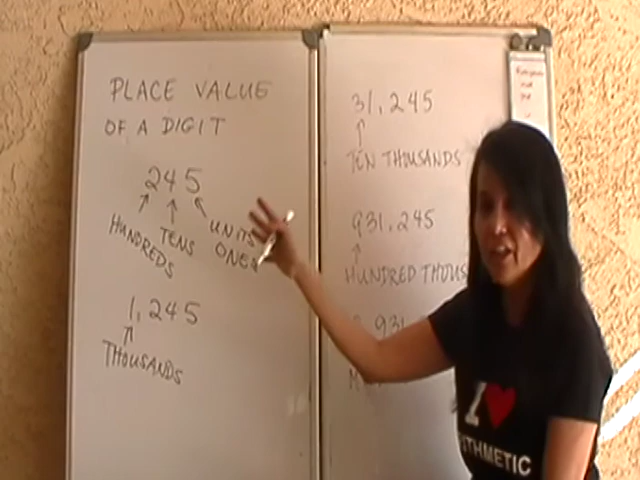 PLACE VALUE
OF A DIGIT
245
HUNDREDS
TENS
UNITS
ONES
1,245
THOUSANDS
31,245
TEN THOUSANDS
931,245
HUNDRED THOUS
931
I
THMETIC